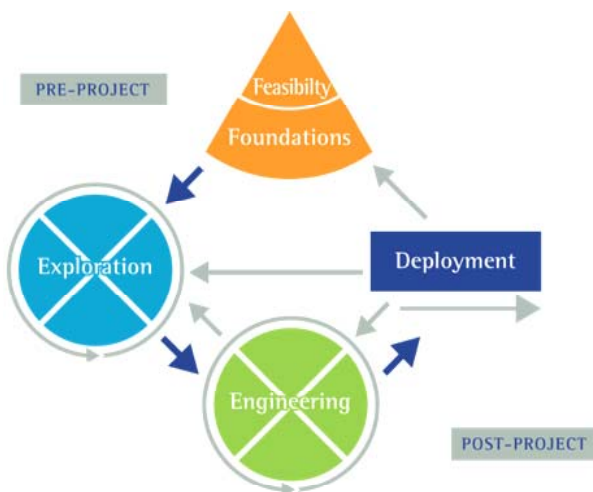 PRE-PROJECT
Feasibilty
Foundations
Exploration
Deployment
Engineering
POST-PROJECT